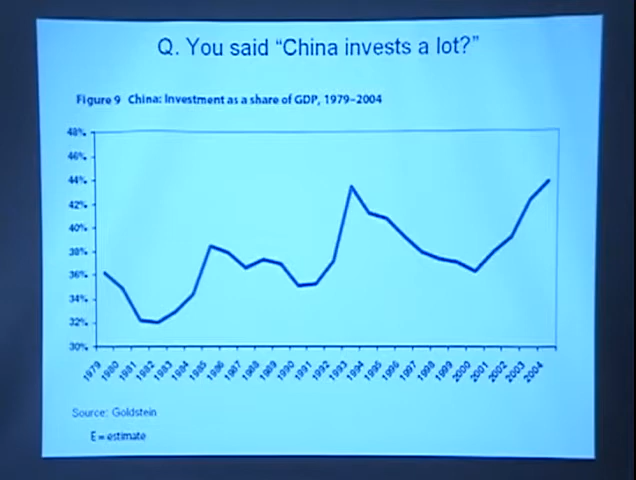 Q. You said “China invests a lot?”
Figure 9 China: Investment as a share of GDP, 1979–2004
48%
46%
44%
42%
40%
38%
36%
34%
32%
30%
1979 1980 1981 1982 1983 1984 1985 1986 1987 1988 1989 1990 1991 1992 1993 1994 1995 1996 1997 1998 1999 2000 2001 2002 2003 2004
Source: Goldstein
E = estimate